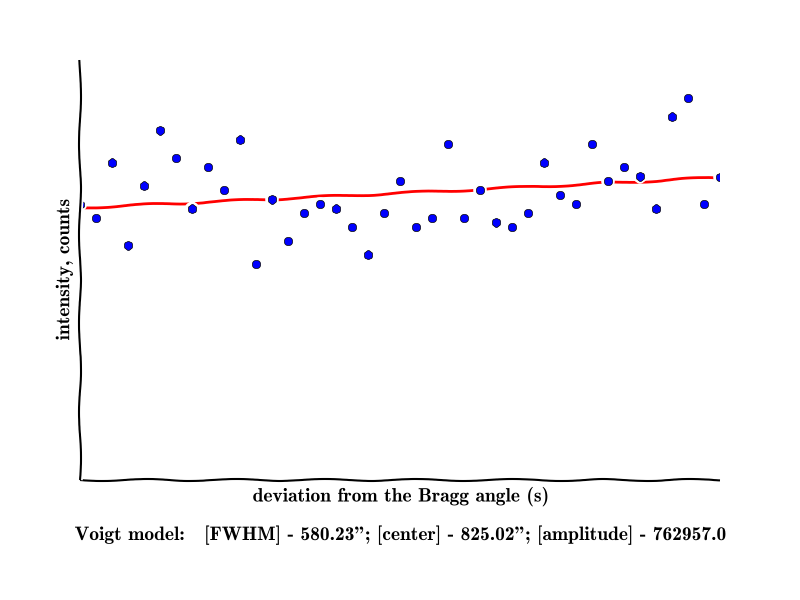 intensity, counts
deviation from the Bragg angle (s)
Voigt model: [FWHM] - 580.23”; [center] - 825.02”; [amplitude] - 762957.0